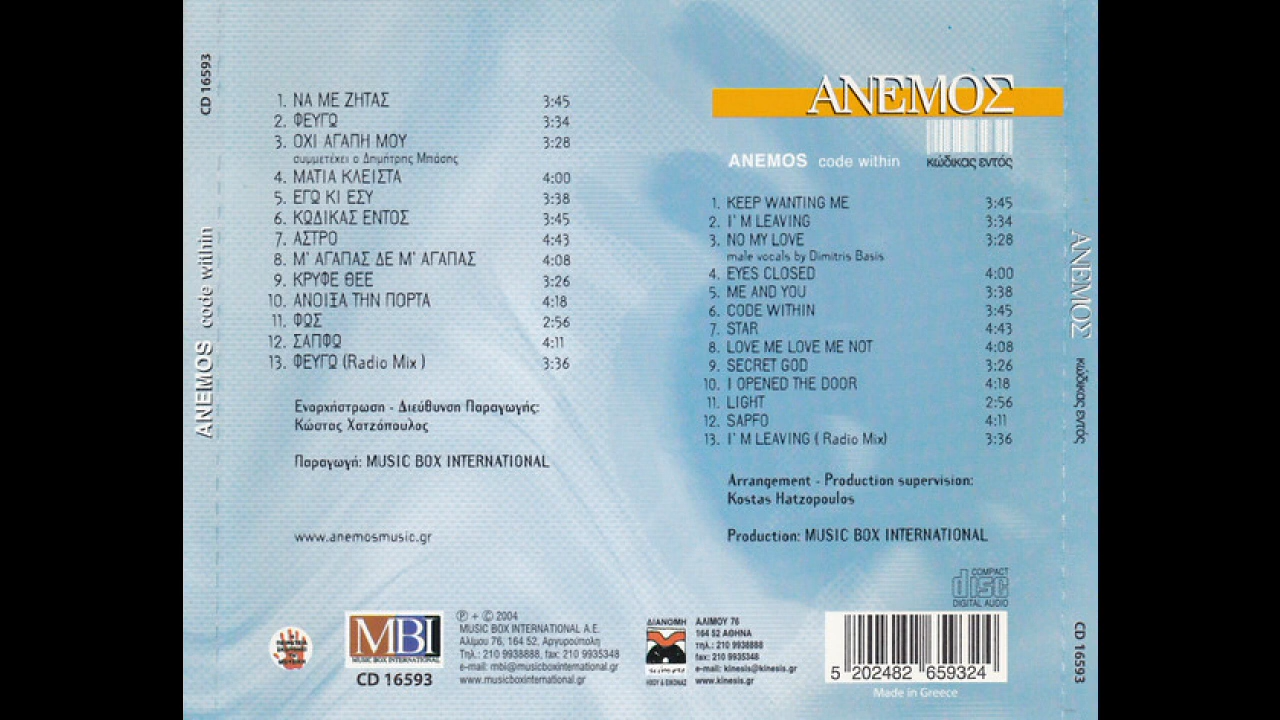 CD 16593
ANEMOS code within
1. ΝΑ ΜΕ ΖΗΤΑΣ 3:45
2. ΦΕΥΓΩ 3:34
3. ΟΧΙ ΑΓΑΠΗ ΜΟΥ 3:28
συμμετέχει ο Δημήτρης Μπάσης
4. ΜΑΤΙΑ ΚΛΕΙΣΤΑ 4:00
5. ΕΓΩ ΚΙ ΕΣΥ 3:38
6. ΚΩΔΙΚΑΣ ΕΝΤΟΣ 3:45
7. ΑΣΤΡΟ 4:43
8. Μ' ΑΓΑΠΑΣ ΔΕ Μ' ΑΓΑΠΑΣ 4:08
9. ΚΡΥΦΕ ΘΕΕ 3:26
10. ΑΝΟΙΞΑ ΤΗΝ ΠΟΡΤΑ 4:18
11. ΦΩΣ 2:56
12. ΣΑΠΦΩ 4:11
13. ΦΕΥΓΩ (Radio Mix ) 3:36
Ενορχήστρωση - Διεύθυνση Παραγωγής:
Κώστας Χατζόπουλος
Παραγωγή: MUSIC BOX INTERNATIONAL
www.anemosmusic.gr
ΑΝΕΜΟΣ
κώδικας εντός
ANEMOS code within
1. KEEP WANTING ME 3:45
2. I' M LEAVING 3:34
3. NO MY LOVE 3:28
male vocals by Dimitris Basis
4. EYES CLOSED 4:00
5. ME AND YOU 3:38
6. CODE WITHIN 3:45
7. STAR 4:43
8. LOVE ME LOVE ME NOT 4:08
9. SECRET GOD 3:26
10. I OPENED THE DOOR 4:18
11. LIGHT 2:56
12. SAPFO 4:11
13. I' M LEAVING ( Radio Mix) 3:36
Arrangement - Production supervision:
Kostas Hatzopoulos
Production: MUSIC BOX INTERNATIONAL
COMPACT
disc
DIGITAL AUDIO
MBI
MUSIC BOX INTERNATIONAL
CD 16593
℗ + © 2004
MUSIC BOX INTERNATIONAL A.E.
Αλίμου 76, 164 52, Αργυρούπολη
Τηλ.: 210 9938888, fax: 210 9935348
e-mail: mbi@musicboxinternational.gr
www.musicboxinternational.gr
ΔΙΑΝΟΜΗ
ΗΧΟΥ & ΕΙΚΟΝΑΣ
ΑΛΙΜΟΥ 76
164 52 ΑΘΗΝΑ
τηλ.: 210 9938888
fax: 210 9935348
e-mail: kinesis@kinesis.gr
www.kinesis.gr
5 202482 659324
Made in Greece
ΑΝΕΜΟΣ κώδικας εντός
CD 16593